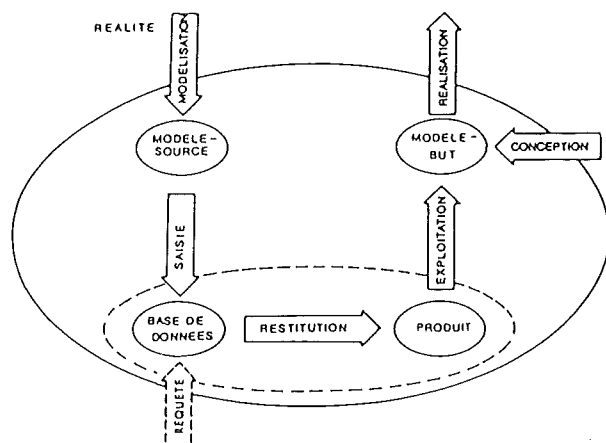 REALITE
MODELISATION
REALISATION
MODELE-
SOURCE
MODELE-
BUT
CONCEPTION
SAISIE
EXPLOITATION
BASE DE
DONNEES
RESTITUTION
PRODUIT
REQUETE